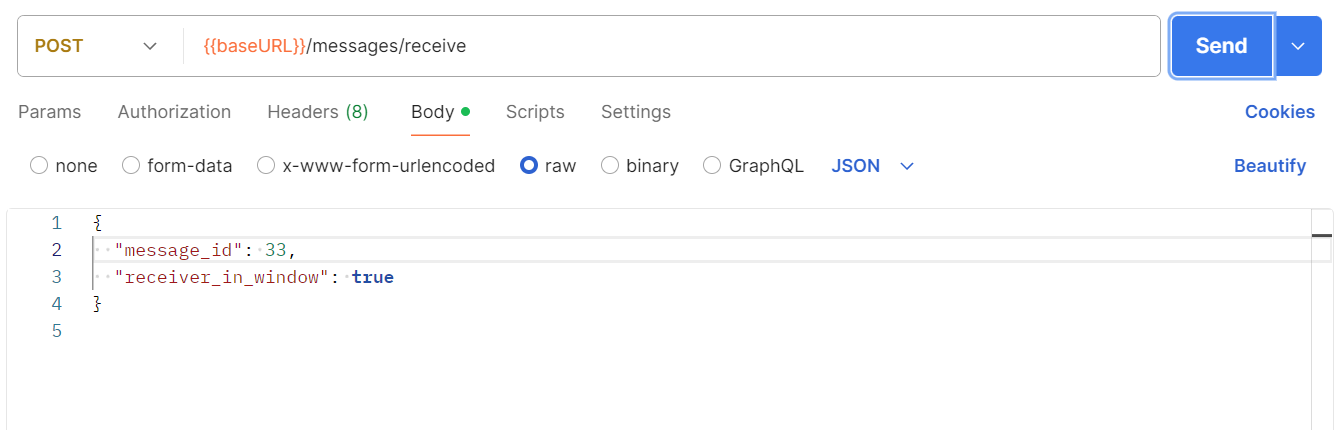 POST {{baseURL}}/messages/receive Send
Params Authorization Headers (8) Body Scripts Settings Cookies
none form-data x-www-form-urlencoded raw binary GraphQL JSON Beautify
1 {
2 "message_id": 33,
3 "receiver_in_window": true
4 }
5